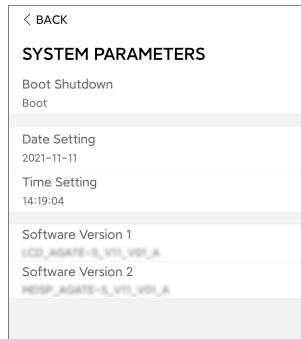 < BACK
SYSTEM PARAMETERS
Boot Shutdown
Boot
Date Setting
2021-11-11
Time Setting
14:19:04
Software Version 1
LCD_AGATE-S_V11_V01_A
Software Version 2
MDSP_AGATE-S_V11_V01_A